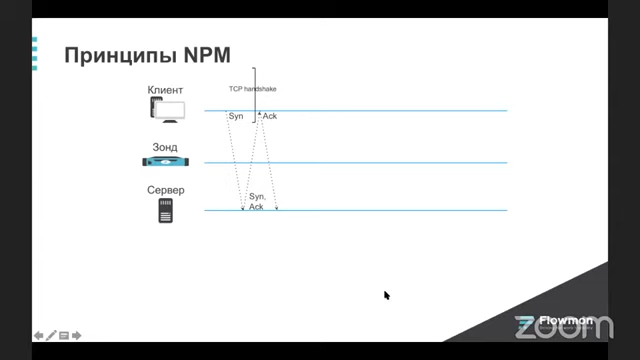 Принципы NPM
Клиент
TCP handshake
Syn
Ack
Зонд
Сервер
Syn,
Ack
Flowmon
zoom